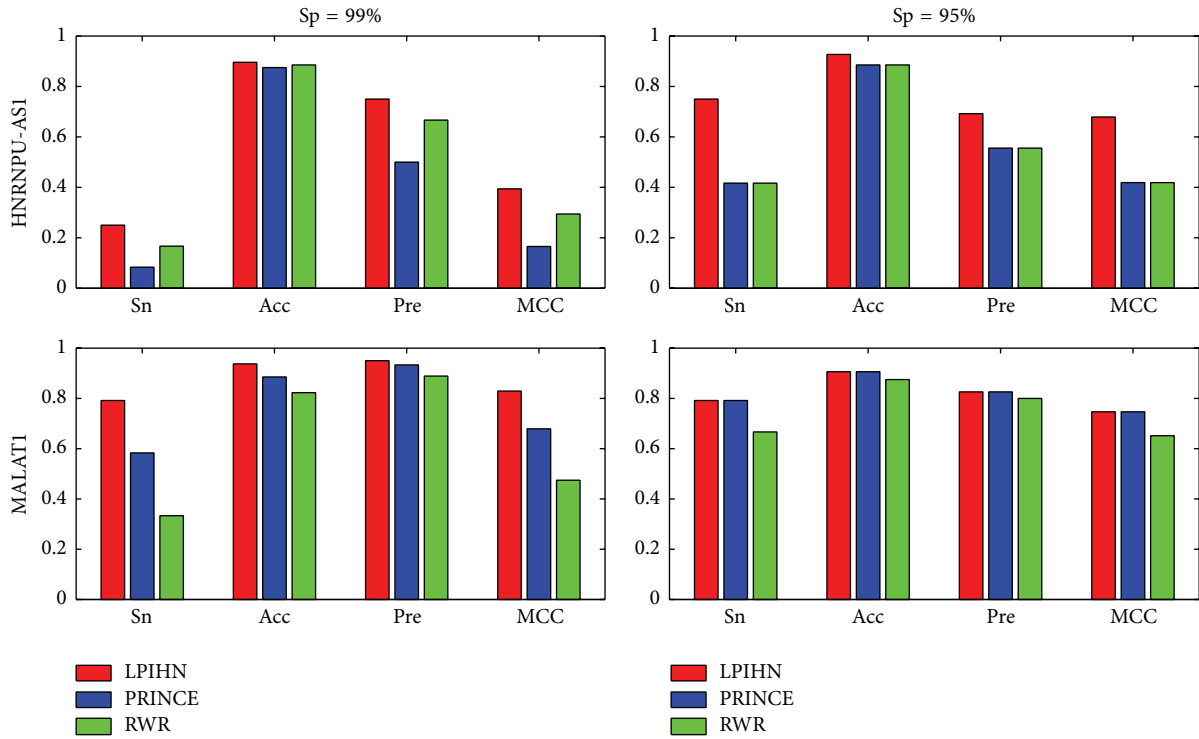 Sp = 99%
Sp = 95%
HNRNPU-AS1
1
0.8
0.6
0.4
0.2
0
Sn Acc Pre MCC
1
0.8
0.6
0.4
0.2
0
Sn Acc Pre MCC
MALAT1
1
0.8
0.6
0.4
0.2
0
Sn Acc Pre MCC
1
0.8
0.6
0.4
0.2
0
Sn Acc Pre MCC
LPIHN
PRINCE
RWR
LPIHN
PRINCE
RWR